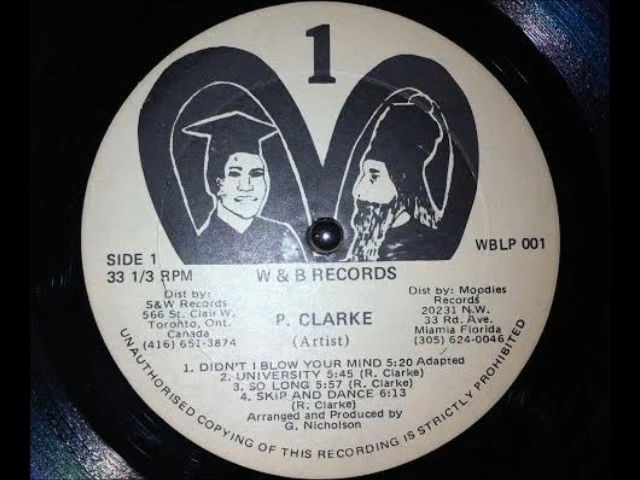 1
SIDE 1
33 1/3 RPM
W & B RECORDS
WBLP 001
Dist by:
S&W Records
566 St. Clair W.
Toronto, Ont.
Canada
(416) 651-3874
P. CLARKE
(Artist)
Dist by: Moodies
Records
20231 N.W.
33 Rd. Ave.
Miamia Florida
(305) 624-0046
1. DIDN'T I BLOW YOUR MIND 5:20 Adapted
2. UNIVERSITY 5:45 (R. Clarke)
3. SO LONG 5:57 (R. Clarke)
4. SKIP AND DANCE 6:13
(R. Clarke)
Arranged and Produced by
G. Nicholson
UNAUTHORISED COPYING OF THIS RECORDING IS STRICTLY PROHIBITED